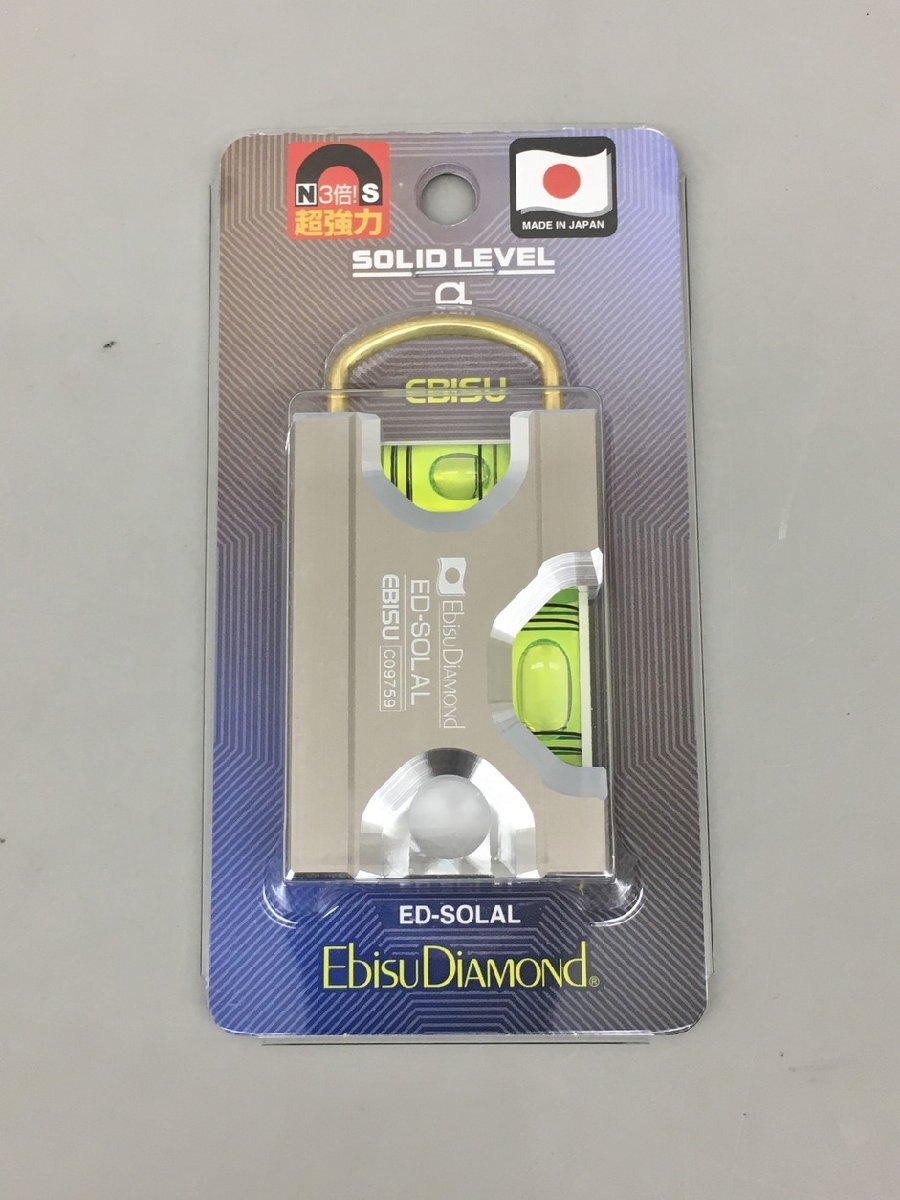 N 3倍! S
超強力
MADE IN JAPAN
SOLID LEVEL
α
EBISU
EbisuDIAMOND
ED-SOLAL
EBISU C09759
ED-SOLAL
EbisuDIAMOND®